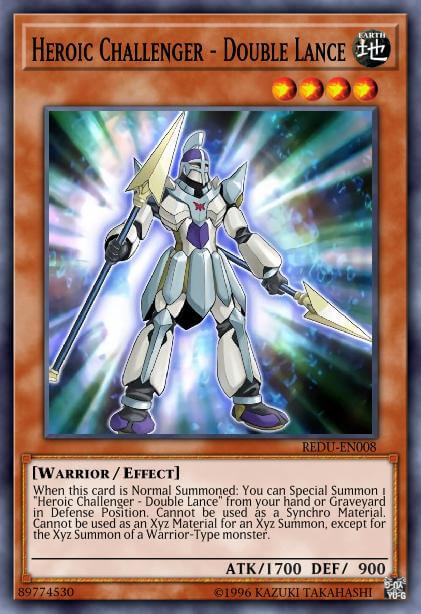 Heroic Challenger - Double Lance
EARTH
地
REDU-EN008
[Warrior / Effect]
When this card is Normal Summoned: You can Special Summon 1
"Heroic Challenger - Double Lance" from your hand or Graveyard
in Defense Position. Cannot be used as a Synchro Material.
Cannot be used as an Xyz Material for an Xyz Summon, except for
the Xyz Summon of a Warrior-Type monster.
ATK/1700 DEF/ 900
89774530
©1996 KAZUKI TAKAHASHI